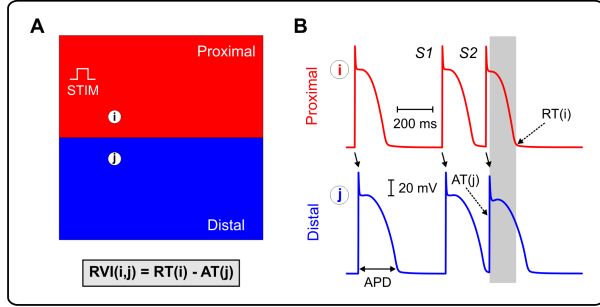 A
Proximal
STIM
i
j
Distal
RVI(i,j) = RT(i) - AT(j)
B
S1
S2
i
Proximal
200 ms
RT(i)
j
20 mV
AT(j)
Distal
APD